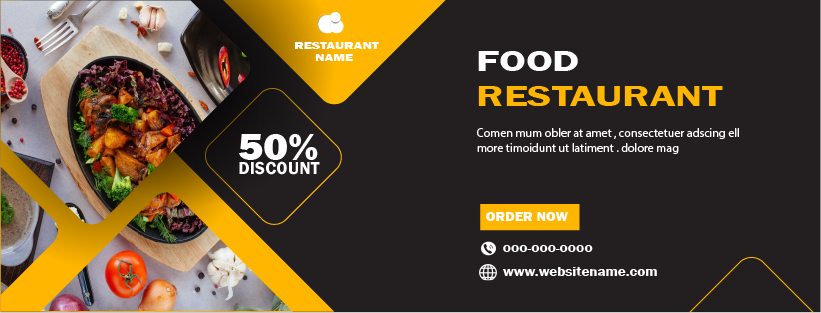 RESTAURANT
NAME
50%
DISCOUNT
FOOD
RESTAURANT
Comen mum obler at amet , consectetuer adscing ell
more timoidunt ut latiment . dolore mag
ORDER NOW
000-000-0000
www.websitename.com